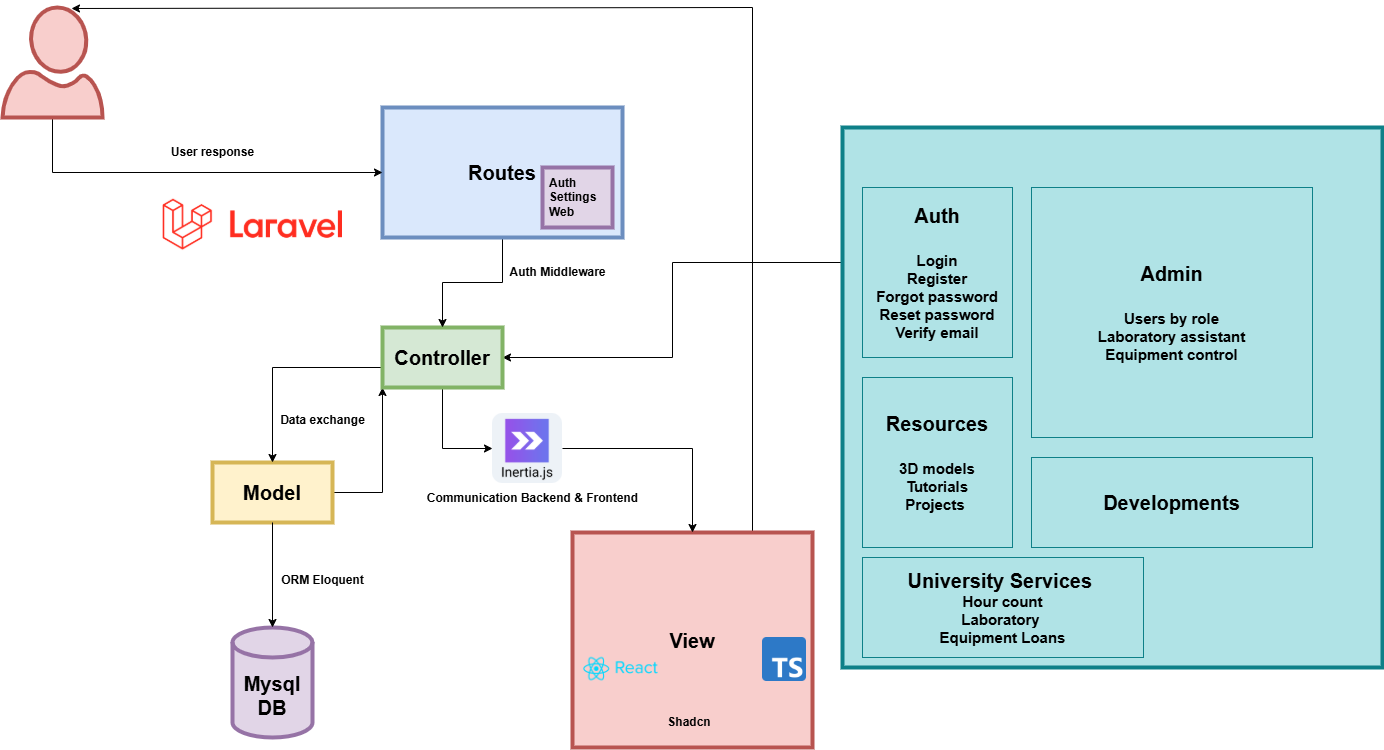 User response
Routes
Auth
Settings
Web
Laravel
Auth Middleware
Controller
Data exchange
Inertia.js
Communication Backend & Frontend
Model
ORM Eloquent
Mysql
DB
View
React
TS
Shadcn
Auth
Login
Register
Forgot password
Reset password
Verify email
Admin
Users by role
Laboratory assistant
Equipment control
Resources
3D models
Tutorials
Projects
Developments
University Services
Hour count
Laboratory
Equipment Loans